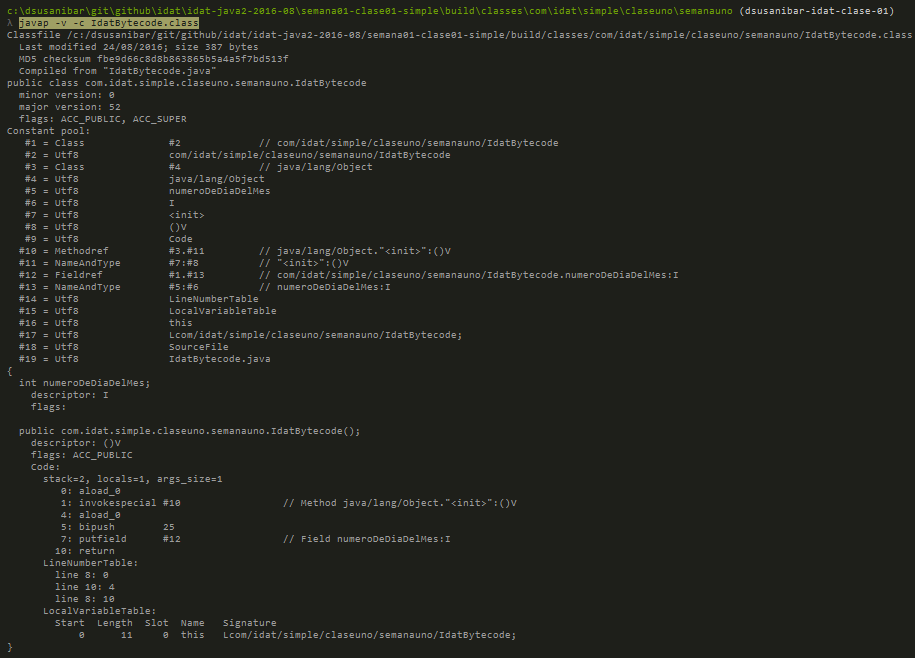 c:\dsusanibar\git\github\idat\idat-java2-2016-08\semana01-clase01-simple\build\classes\com\idat\simple\claseuno\semanauno (dsusanibar-idat-clase-01)
λ javap -v -c IdatBytecode.class
Classfile /c:/dsusanibar/git/github/idat/idat-java2-2016-08/semana01-clase01-simple/build/classes/com/idat/simple/claseuno/semanauno/IdatBytecode.class
  Last modified 24/08/2016; size 387 bytes
  MD5 checksum fbe9d66c8d8b863865b5a4a5f7bd513f
  Compiled from "IdatBytecode.java"
public class com.idat.simple.claseuno.semanauno.IdatBytecode
  minor version: 0
  major version: 52
  flags: ACC_PUBLIC, ACC_SUPER
Constant pool:
   #1 = Class              #2             // com/idat/simple/claseuno/semanauno/IdatBytecode
   #2 = Utf8               com/idat/simple/claseuno/semanauno/IdatBytecode
   #3 = Class              #4             // java/lang/Object
   #4 = Utf8               java/lang/Object
   #5 = Utf8               numeroDeDiaDelMes
   #6 = Utf8               I
   #7 = Utf8               <init>
   #8 = Utf8               ()V
   #9 = Utf8               Code
  #10 = Methodref          #3.#11         // java/lang/Object."<init>":()V
  #11 = NameAndType        #7:#8          // "<init>":()V
  #12 = Fieldref           #1.#13         // com/idat/simple/claseuno/semanauno/IdatBytecode.numeroDeDiaDelMes:I
  #13 = NameAndType        #5:#6          // numeroDeDiaDelMes:I
  #14 = Utf8               LineNumberTable
  #15 = Utf8               LocalVariableTable
  #16 = Utf8               this
  #17 = Utf8               Lcom/idat/simple/claseuno/semanauno/IdatBytecode;
  #18 = Utf8               SourceFile
  #19 = Utf8               IdatBytecode.java
{
  int numeroDeDiaDelMes;
    descriptor: I
    flags:

  public com.idat.simple.claseuno.semanauno.IdatBytecode();
    descriptor: ()V
    flags: ACC_PUBLIC
    Code:
      stack=2, locals=1, args_size=1
         0: aload_0
         1: invokespecial #10                 // Method java/lang/Object."<init>":()V
         4: aload_0
         5: bipush        25
         7: putfield      #12                 // Field numeroDeDiaDelMes:I
        10: return
      LineNumberTable:
        line 8: 0
        line 10: 4
        line 8: 10
      LocalVariableTable:
        Start  Length  Slot  Name   Signature
            0      11     0  this   Lcom/idat/simple/claseuno/semanauno/IdatBytecode;
}